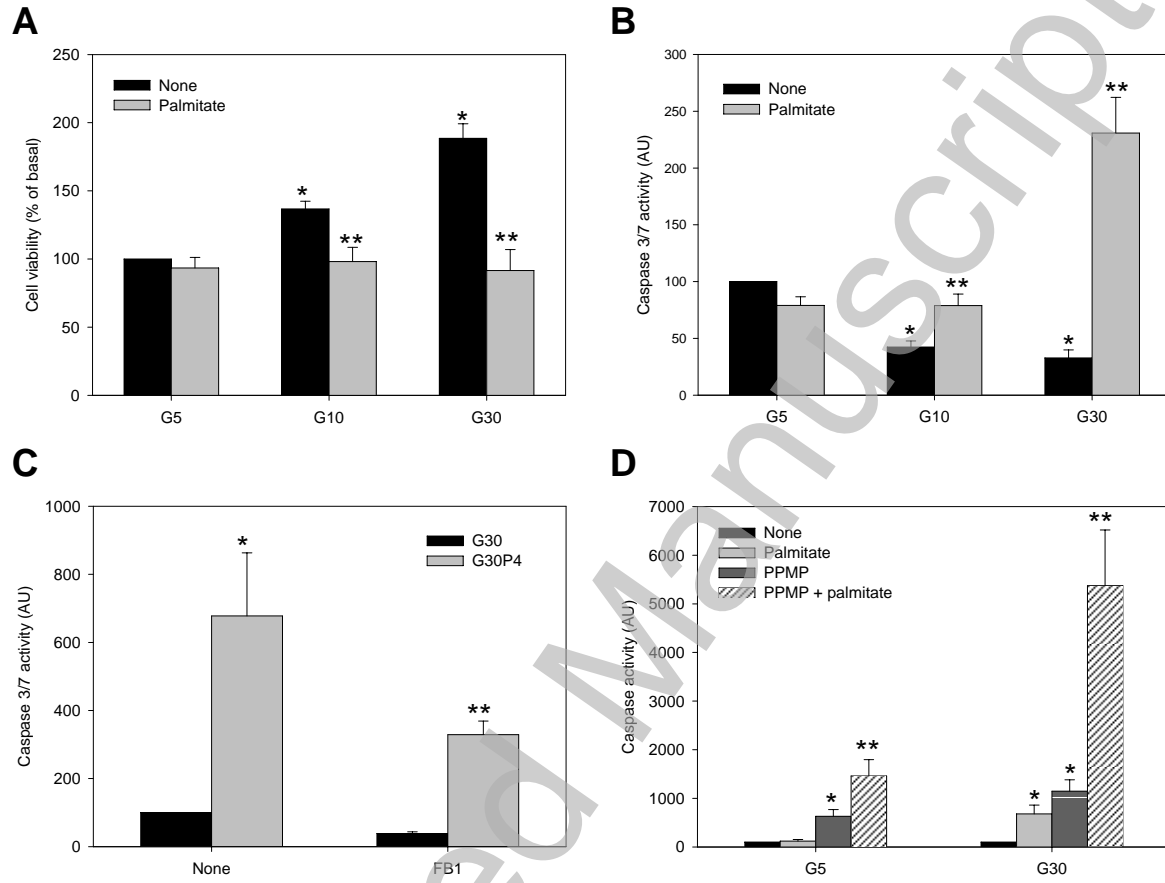 A
250
200
150
100
50
0
Cell viability (% of basal)
None
Palmitate
*
*
**
**
G5
G10
G30
B
300
250
200
150
100
50
0
Caspase 3/7 activity (AU)
None
Palmitate
*
**
*
**
G5
G10
G30
C
1000
800
600
400
200
0
Caspase 3/7 activity (AU)
G30
G30P4
*
**
None
FB1
D
7000
6000
5000
4000
3000
2000
1000
0
Caspase activity (AU)
None
Palmitate
PPMP
PPMP + palmitate
*
**
*
*
**
G5
G30
ed Manuscript